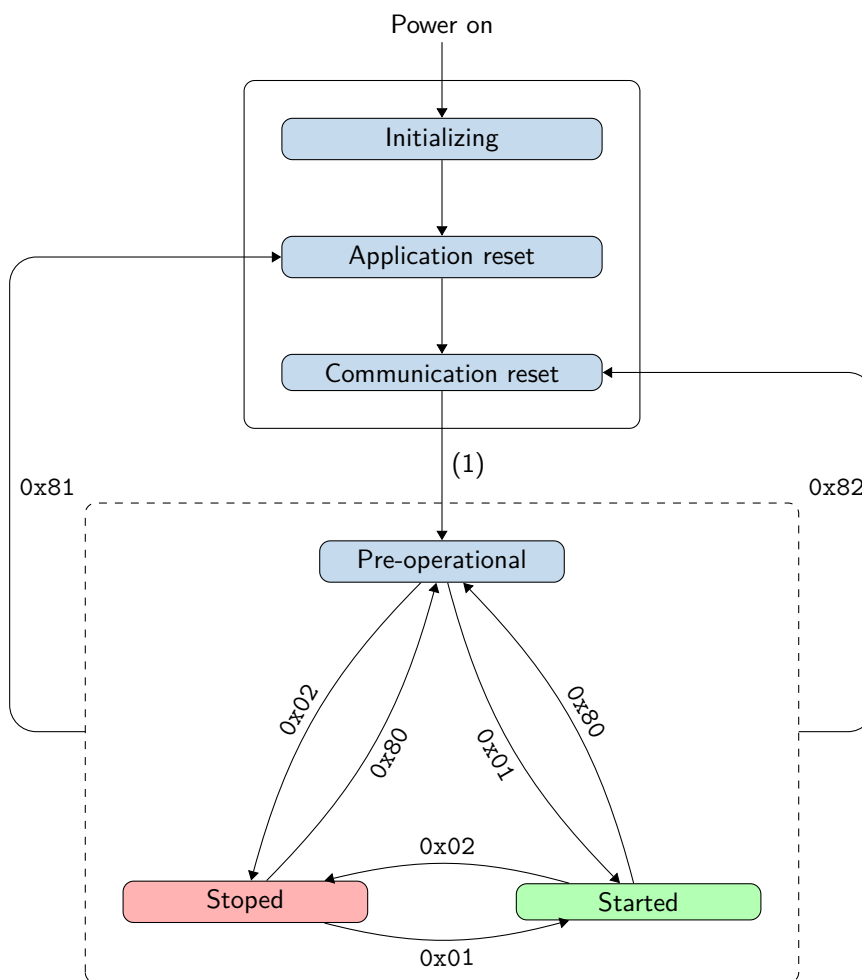 Power on
Initializing
Application reset
Communication reset
(1)
0x81
0x82
Pre-operational
0x02
0x80
0x01
0x80
0x02
Stoped
Started
0x01